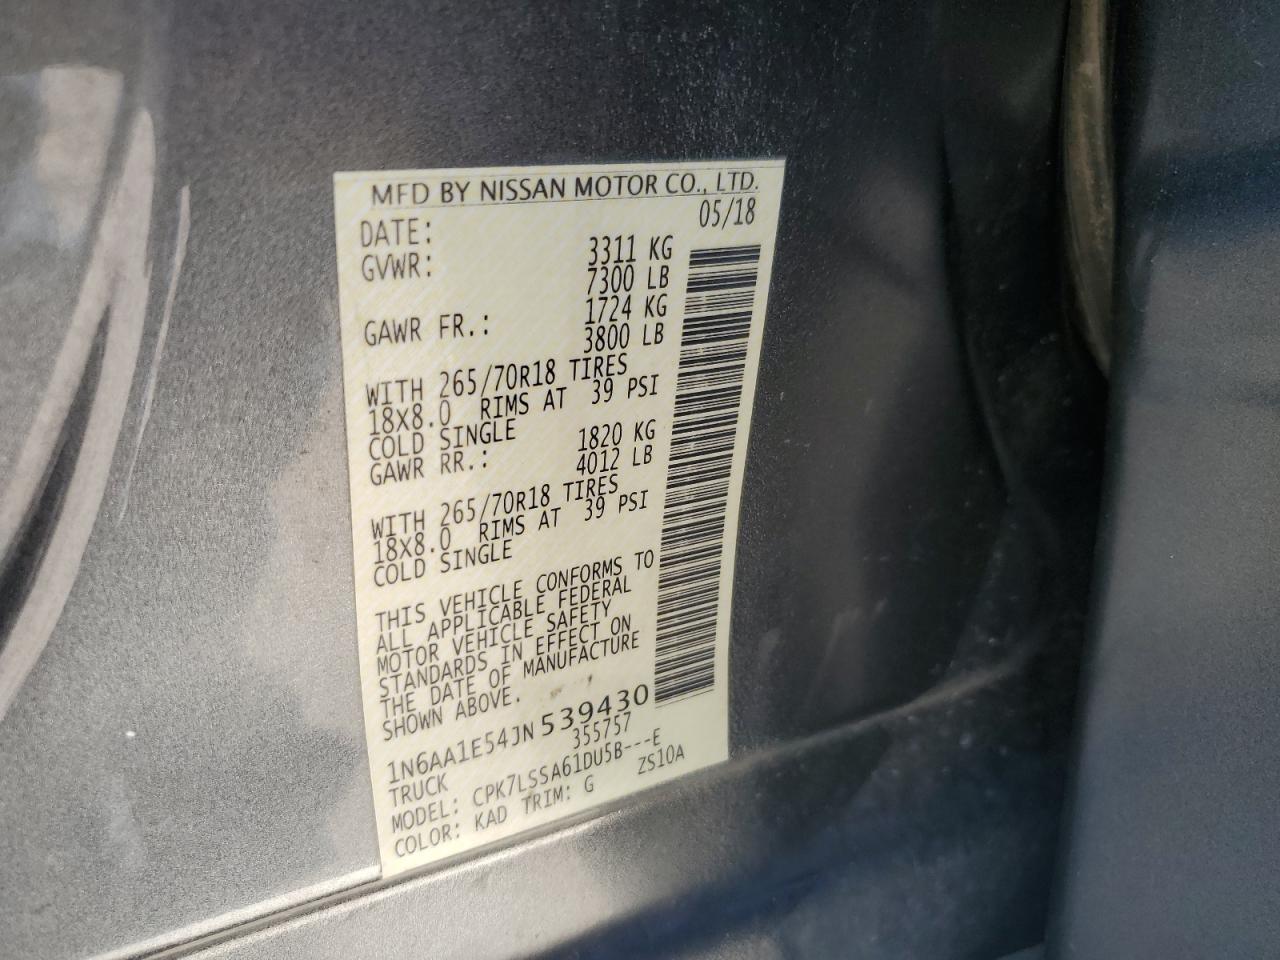 MFD BY NISSAN MOTOR CO., LTD.
DATE: 05/18
GVWR: 3311 KG
7300 LB
GAWR FR.: 1724 KG
3800 LB
WITH 265/70R18 TIRES
18X8.0 RIMS AT 39 PSI
COLD SINGLE
GAWR RR.: 1820 KG
4012 LB
WITH 265/70R18 TIRES
18X8.0 RIMS AT 39 PSI
COLD SINGLE
THIS VEHICLE CONFORMS TO
ALL APPLICABLE FEDERAL
MOTOR VEHICLE SAFETY
STANDARDS IN EFFECT ON
THE DATE OF MANUFACTURE
SHOWN ABOVE.
1N6AA1E54JN539430
TRUCK 355757
MODEL: CPK7LSSA61DU5B---E
COLOR: KAD TRIM: G ZS10A